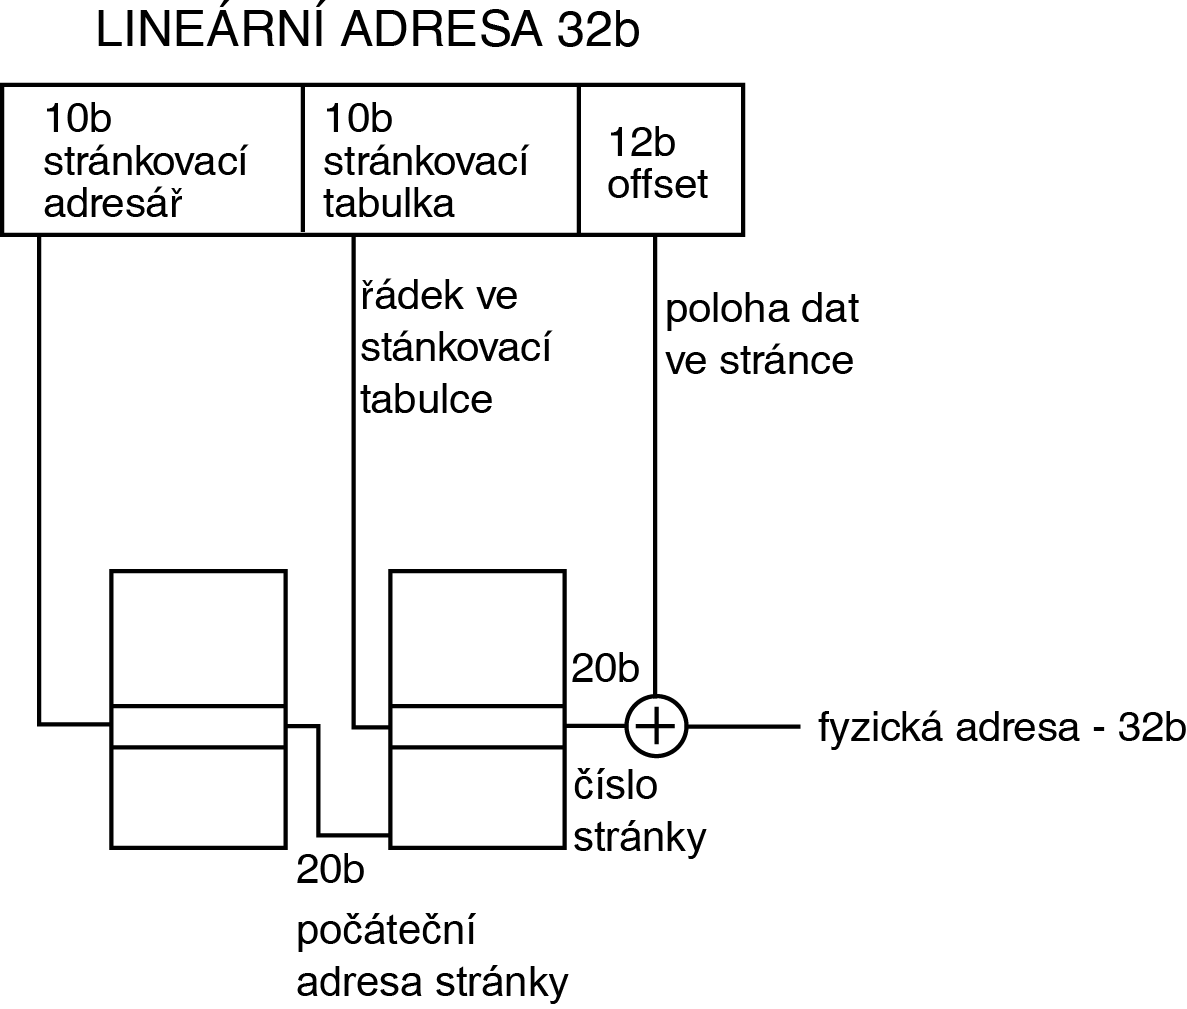 LINEÁRNÍ ADRESA 32b
10b
stránkovací
adresář
10b
stránkovací
tabulka
12b
offset
řádek ve
stánkovací
tabulce
poloha dat
ve stránce
20b
fyzická adresa - 32b
číslo
stránky
20b
počáteční
adresa stránky